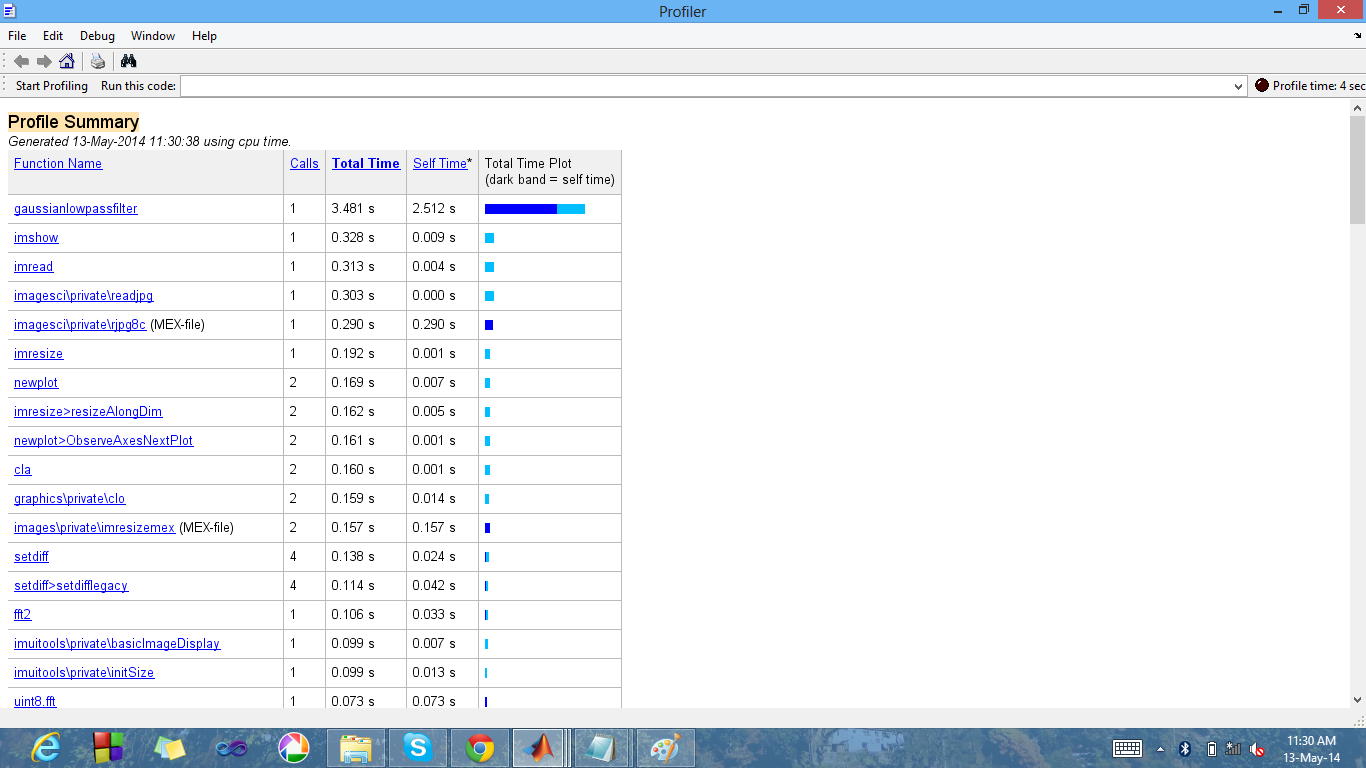 Profiler
File Edit Debug Window Help
Start Profiling Run this code: Profile time: 4 sec
Profile Summary
Generated 13-May-2014 11:30:38 using cpu time.
Function Name Calls Total Time Self Time* Total Time Plot
(dark band = self time)
gaussianlowpassfilter 1 3.481 s 2.512 s
imshow 1 0.328 s 0.009 s
imread 1 0.313 s 0.004 s
imagesci\private\readjpg 1 0.303 s 0.000 s
imagesci\private\rjpg8c (MEX-file) 1 0.290 s 0.290 s
imresize 1 0.192 s 0.001 s
newplot 2 0.169 s 0.007 s
imresize>resizeAlongDim 2 0.162 s 0.005 s
newplot>ObserveAxesNextPlot 2 0.161 s 0.001 s
cla 2 0.160 s 0.001 s
graphics\private\clo 2 0.159 s 0.014 s
images\private\imresizemex (MEX-file) 2 0.157 s 0.157 s
setdiff 4 0.138 s 0.024 s
setdiff>setdifflegacy 4 0.114 s 0.042 s
fft2 1 0.106 s 0.033 s
imuitools\private\basicImageDisplay 1 0.099 s 0.007 s
imuitools\private\initSize 1 0.099 s 0.013 s
uint8.fft 1 0.073 s 0.073 s
11:30 AM
13-May-14